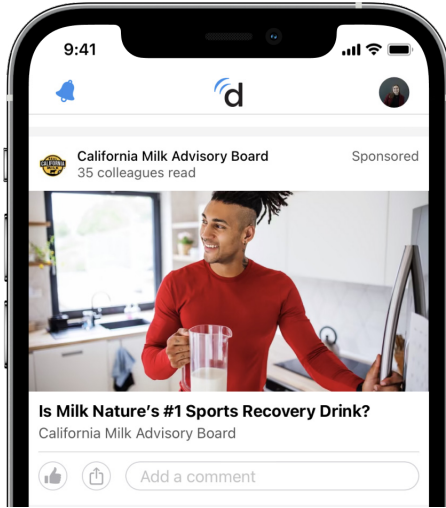 9:41
d
CALIFORNIA
California Milk Advisory Board
Sponsored
35 colleagues read
Is Milk Nature's #1 Sports Recovery Drink?
California Milk Advisory Board
Add a comment